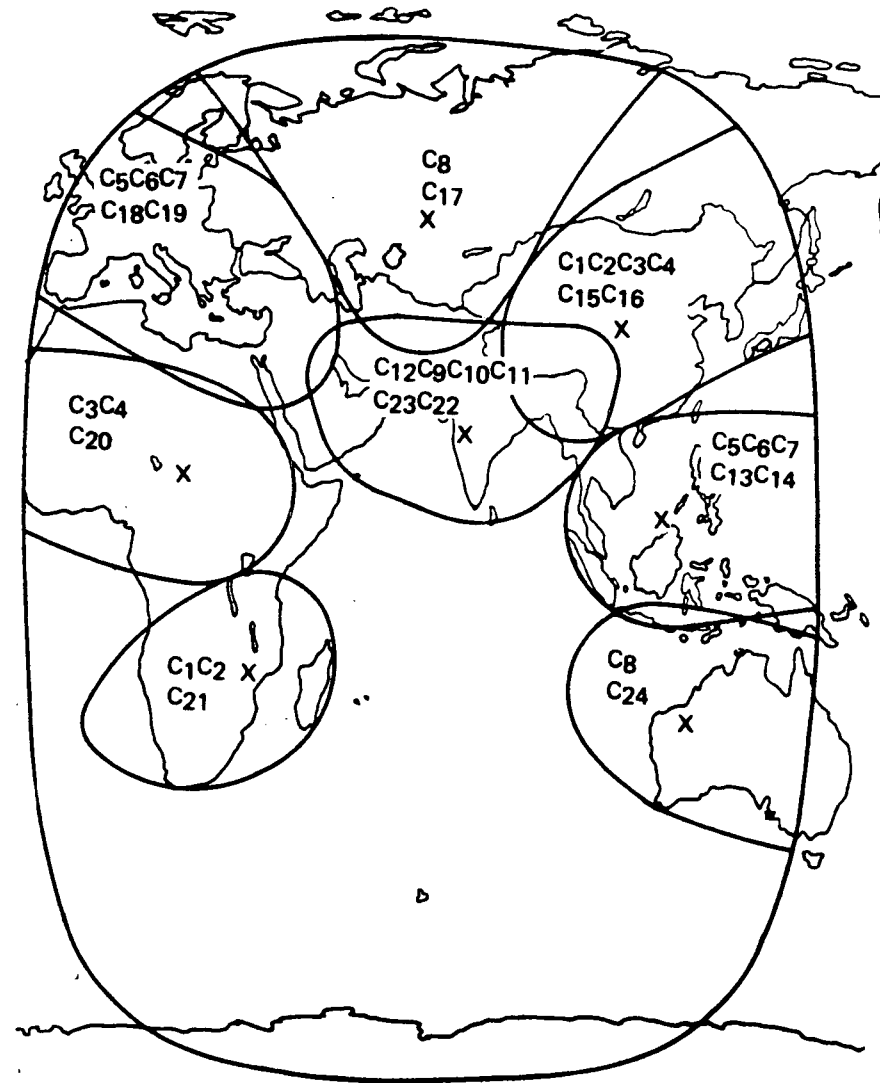 C8
C17
X
C5C6C7
C18C19
C1C2C3C4
C15C16
X
C12C9C10C11
C23C22
X
C3C4
C20
X
C5C6C7
C13C14
X
C1C2
C21
X
C8
C24
X